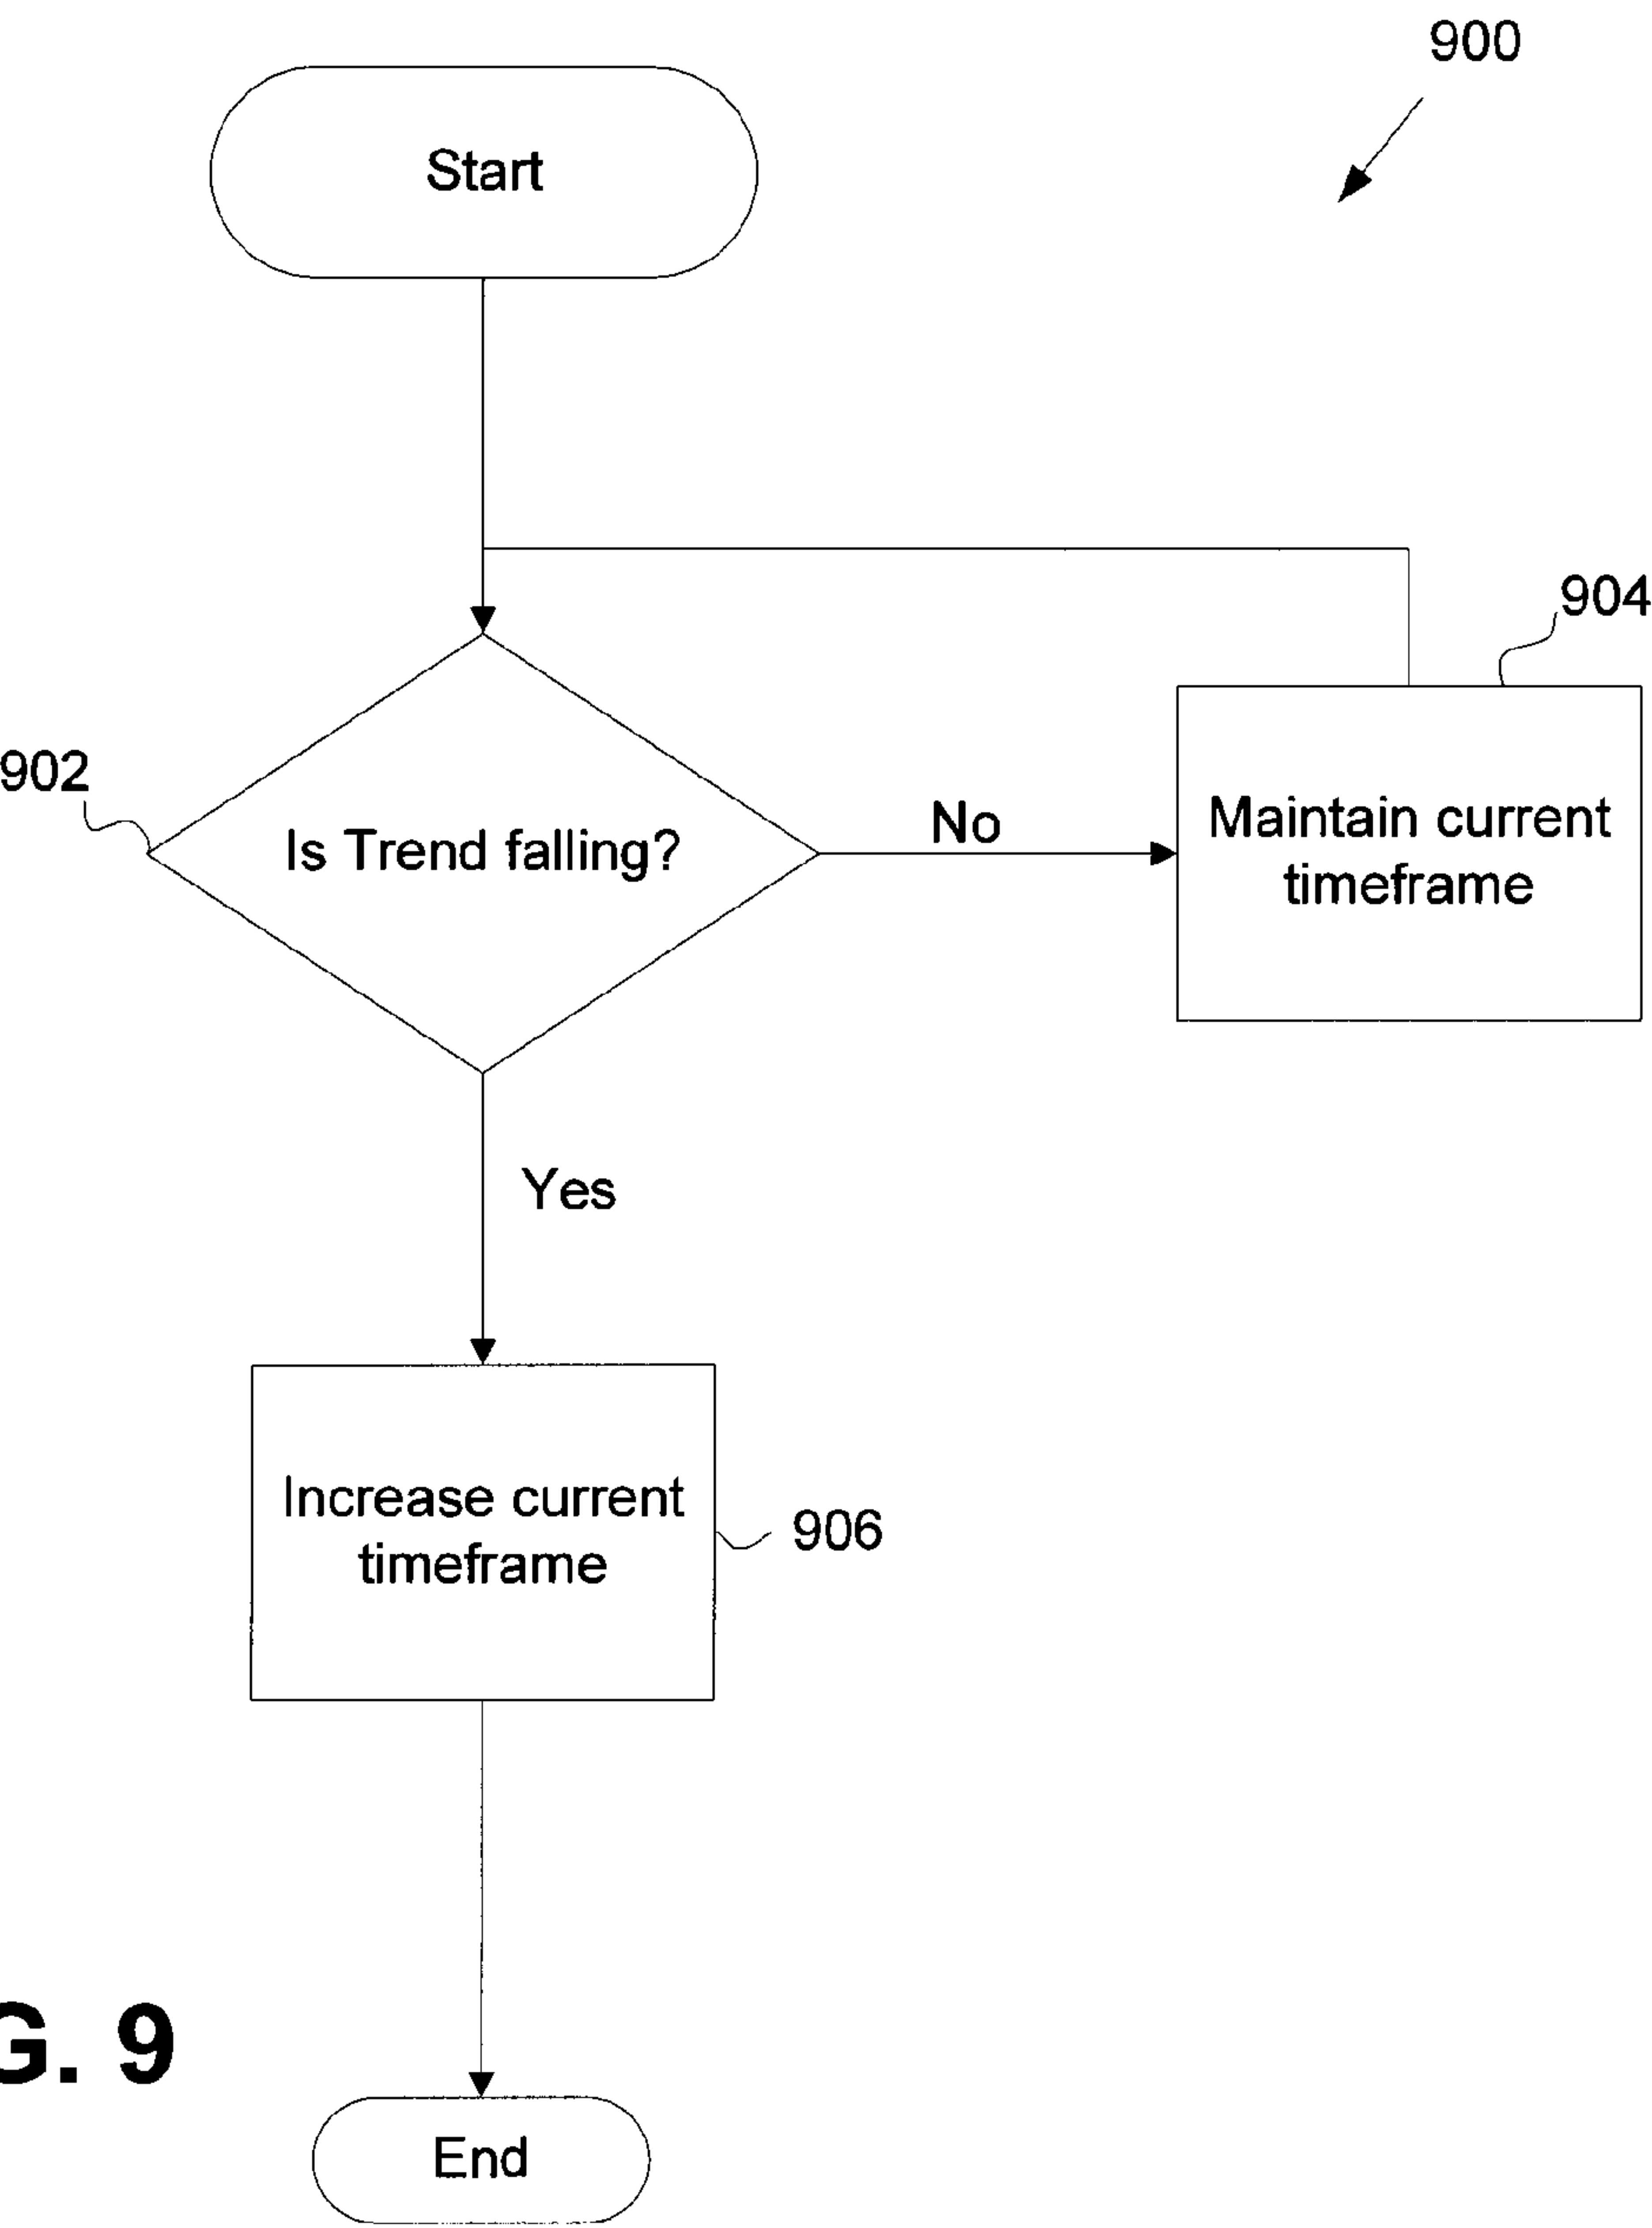 900
Start
904
902
Is Trend falling?
No
Maintain current
timeframe
Yes
Increase current
timeframe
906
G. 9
End